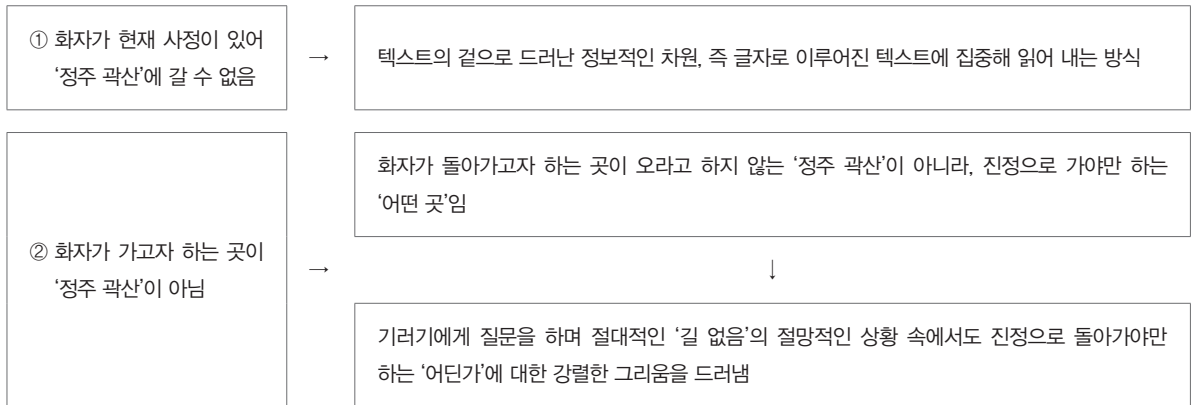 ① 화자가 현재 사정이 있어
‘정주 곽산’에 갈 수 없음
→
텍스트의 겉으로 드러난 정보적인 차원, 즉 글자로 이루어진 텍스트에 집중해 읽어 내는 방식
② 화자가 가고자 하는 곳이
‘정주 곽산’이 아님
→
화자가 돌아가고자 하는 곳이 오라고 하지 않는 ‘정주 곽산’이 아니라, 진정으로 가야만 하는
‘어떤 곳’임
↓
기러기에게 질문을 하며 절대적인 ‘길 없음’의 절망적인 상황 속에서도 진정으로 돌아가야만
하는 ‘어딘가’에 대한 강렬한 그리움을 드러냄